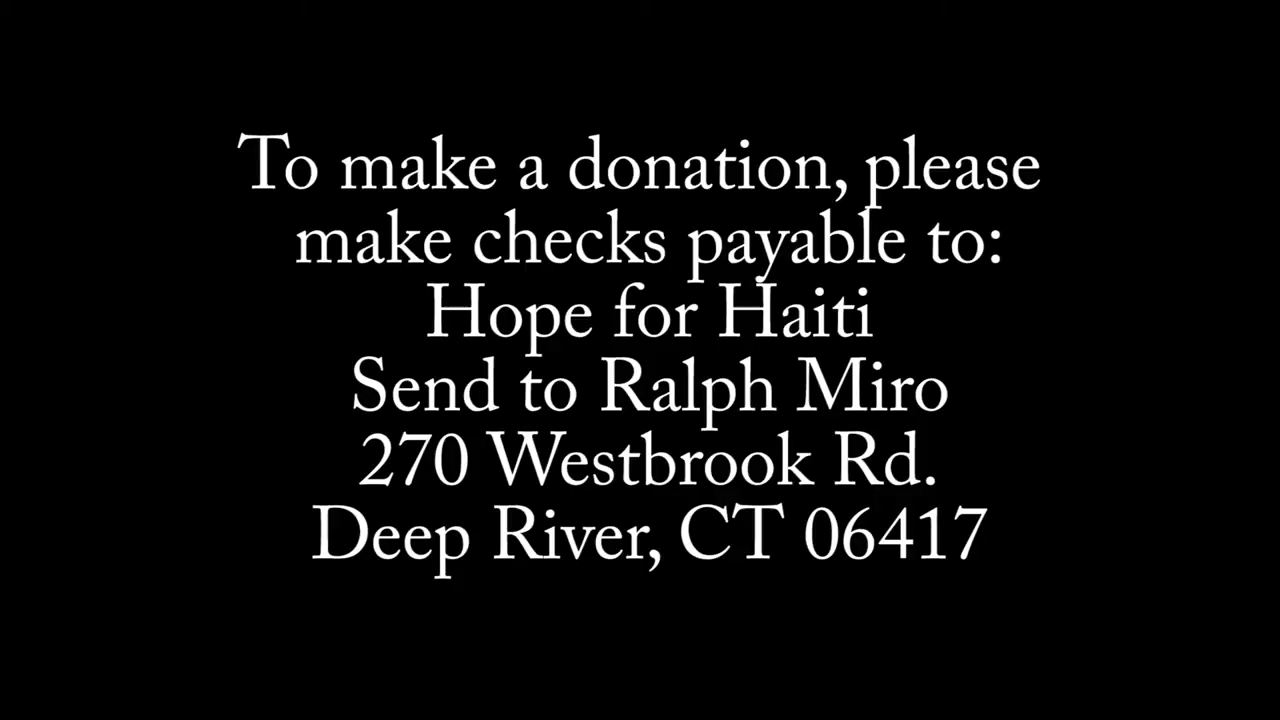 To make a donation, please
make checks payable to:
Hope for Haiti
Send to Ralph Miro
270 Westbrook Rd.
Deep River, CT 06417